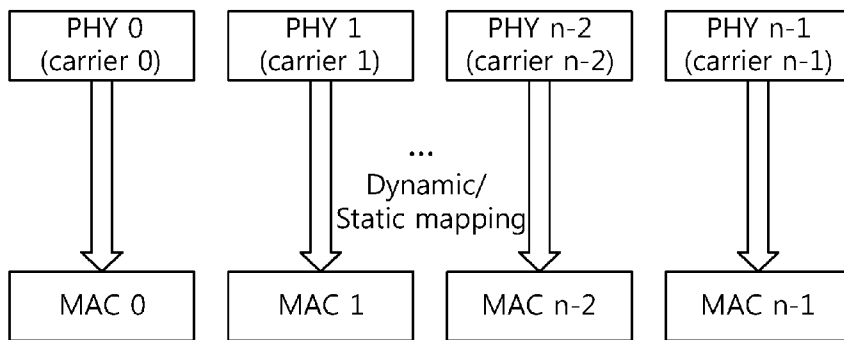 PHY 0
(carrier 0)
PHY 1
(carrier 1)
PHY n-2
(carrier n-2)
PHY n-1
(carrier n-1)
...
Dynamic/
Static mapping
MAC 0
MAC 1
MAC n-2
MAC n-1